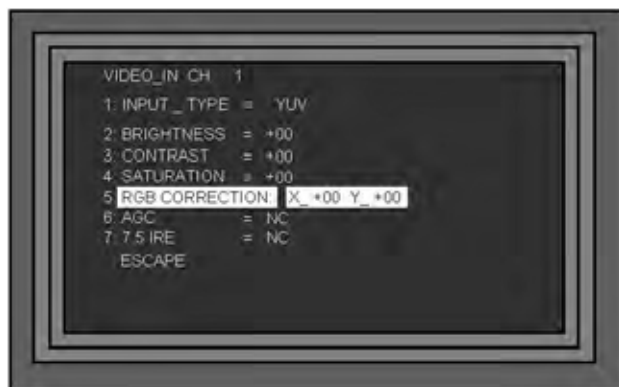 VIDEO_IN CH 1
1: INPUT _ TYPE = YUV
2: BRIGHTNESS = +00
3: CONTRAST = +00
4: SATURATION = +00
5: RGB CORRECTION: X_ +00 Y_ +00
6: AGC = NC
7: 7.5 IRE = NC
ESCAPE